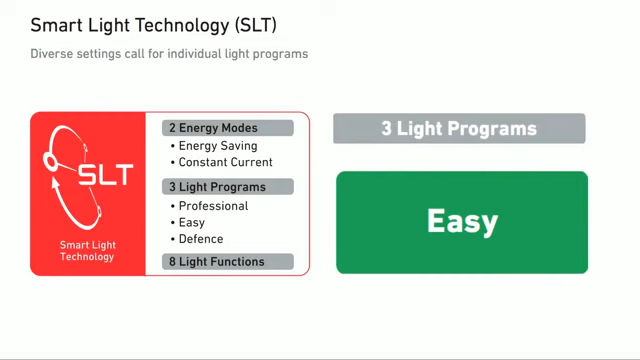 Smart Light Technology (SLT)
Diverse settings call for individual light programs
SLT
Smart Light
Technology
2 Energy Modes
• Energy Saving
• Constant Current
3 Light Programs
• Professional
• Easy
• Defence
8 Light Functions
3 Light Programs
Easy